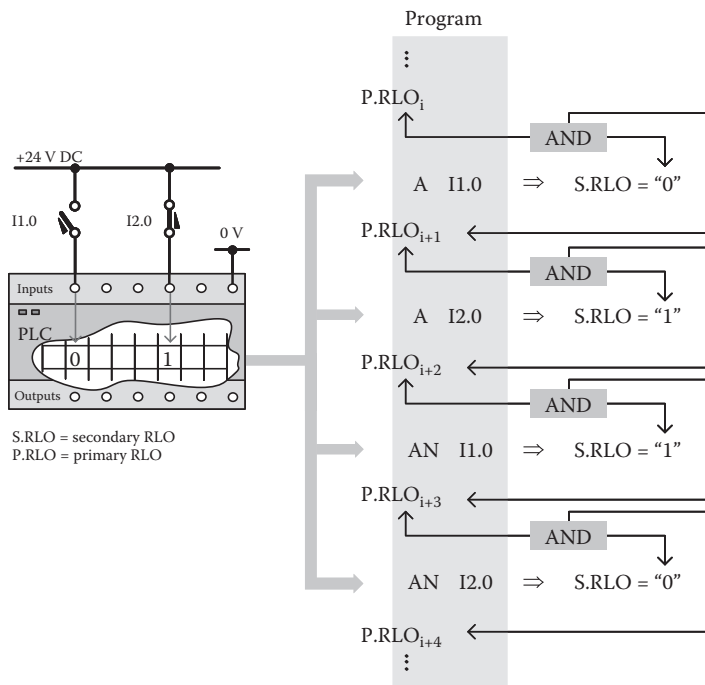 Program
⋮
P.RLOi
AND
A I1.0 ⇒ S.RLO = “0”
P.RLOi+1
AND
A I2.0 ⇒ S.RLO = “1”
P.RLOi+2
AND
AN I1.0 ⇒ S.RLO = “1”
P.RLOi+3
AND
AN I2.0 ⇒ S.RLO = “0”
P.RLOi+4
⋮
+24 V DC
I1.0
I2.0
0 V
Inputs
PLC
0 1
Outputs
S.RLO = secondary RLO
P.RLO = primary RLO